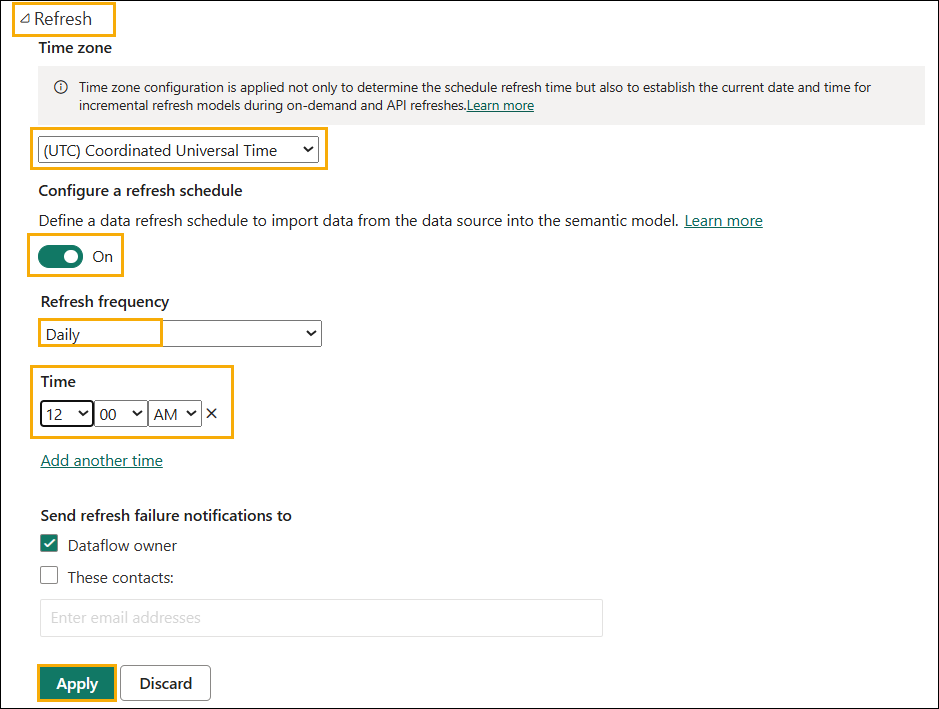 Refresh
Time zone
Time zone configuration is applied not only to determine the schedule refresh time but also to establish the current date and time for
incremental refresh models during on-demand and API refreshes.Learn more
(UTC) Coordinated Universal Time
Configure a refresh schedule
Define a data refresh schedule to import data from the data source into the semantic model. Learn more
On
Refresh frequency
Daily
Time
12 00 AM
Add another time
Send refresh failure notifications to
Dataflow owner
These contacts:
Enter email addresses
Apply Discard